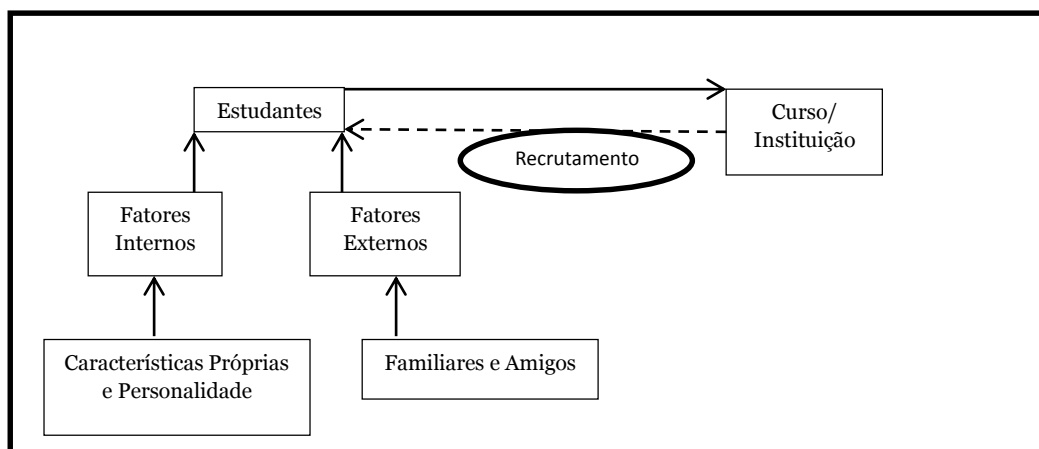 Estudantes
Curso/
Instituição
Recrutamento
Fatores
Internos
Fatores
Externos
Características Próprias
e Personalidade
Familiares e Amigos